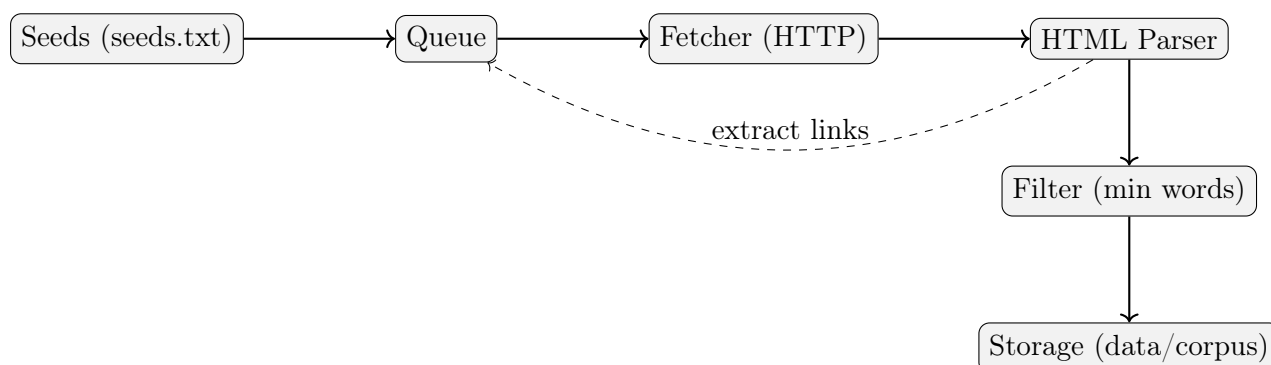 Seeds (seeds.txt)
Queue
Fetcher (HTTP)
HTML Parser
extract links
Filter (min words)
Storage (data/corpus)